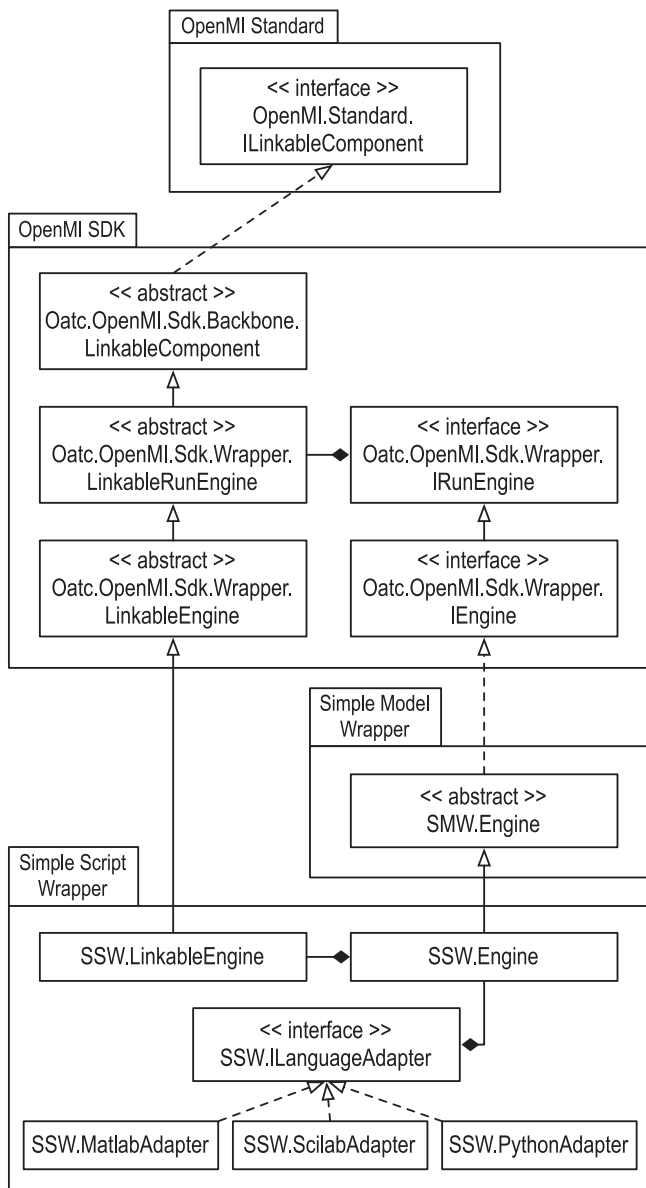 OpenMI Standard
<< interface >>
OpenMI.Standard.
ILinkableComponent
OpenMI SDK
<< abstract >>
Oatc.OpenMI.Sdk.Backbone.
LinkableComponent
<< abstract >>
Oatc.OpenMI.Sdk.Wrapper.
LinkableRunEngine
<< interface >>
Oatc.OpenMI.Sdk.Wrapper.
IRunEngine
<< abstract >>
Oatc.OpenMI.Sdk.Wrapper.
LinkableEngine
<< interface >>
Oatc.OpenMI.Sdk.Wrapper.
IEngine
Simple Model
Wrapper
<< abstract >>
SMW.Engine
Simple Script
Wrapper
SSW.LinkableEngine
SSW.Engine
<< interface >>
SSW.ILanguageAdapter
SSW.MatlabAdapter
SSW.ScilabAdapter
SSW.PythonAdapter